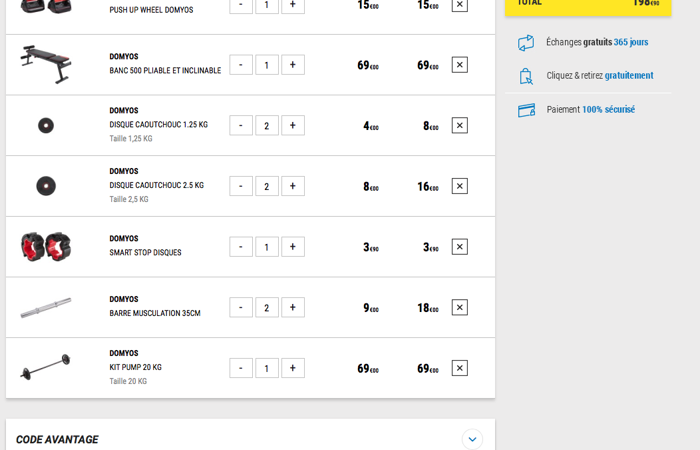 TOTAL 198€90
PUSH UP WHEEL DOMYOS - 1 + 15€00 15€00 ✕
Échanges gratuits 365 jours
DOMYOS
BANC 500 PLIABLE ET INCLINABLE - 1 + 69€00 69€00 ✕
Cliquez & retirez gratuitement
Paiement 100% sécurisé
DOMYOS
DISQUE CAOUTCHOUC 1.25 KG - 2 + 4€00 8€00 ✕
Taille 1,25 KG
DOMYOS
DISQUE CAOUTCHOUC 2.5 KG - 2 + 8€00 16€00 ✕
Taille 2,5 KG
DOMYOS
SMART STOP DISQUES - 1 + 3€90 3€90 ✕
DOMYOS
BARRE MUSCULATION 35CM - 2 + 9€00 18€00 ✕
DOMYOS
KIT PUMP 20 KG - 1 + 69€00 69€00 ✕
Taille 20 KG
CODE AVANTAGE